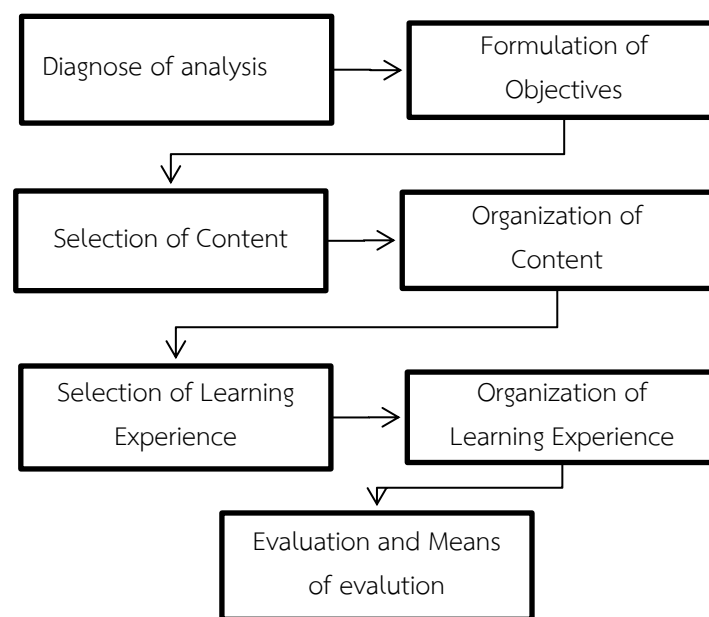 Diagnose of analysis
Formulation of
Objectives
Selection of Content
Organization of
Content
Selection of Learning
Experience
Organization of
Learning Experience
Evaluation and Means
of evalution